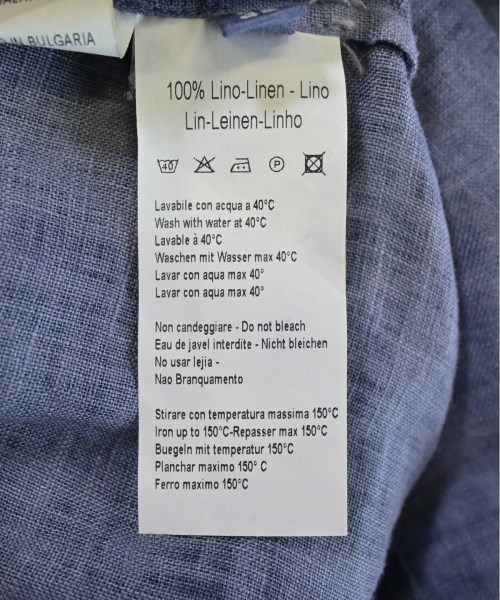 IN BULGARIA
100% Lino-Linen - Lino
Lin-Leinen-Linho
40 P
Lavabile con acqua a 40°C
Wash with water at 40°C
Lavable à 40°C
Waschen mit Wasser max 40°C
Lavar con aqua max 40°
Lavar con aqua max 40°
Non candeggiare - Do not bleach
Eau de javel interdite - Nicht bleichen
No usar lejia -
Nao Branquamento
Stirare con temperatura massima 150°C
Iron up to 150°C-Repasser max 150°C
Buegeln mit temperatur 150°C
Planchar maximo 150° C
Ferro maximo 150°C